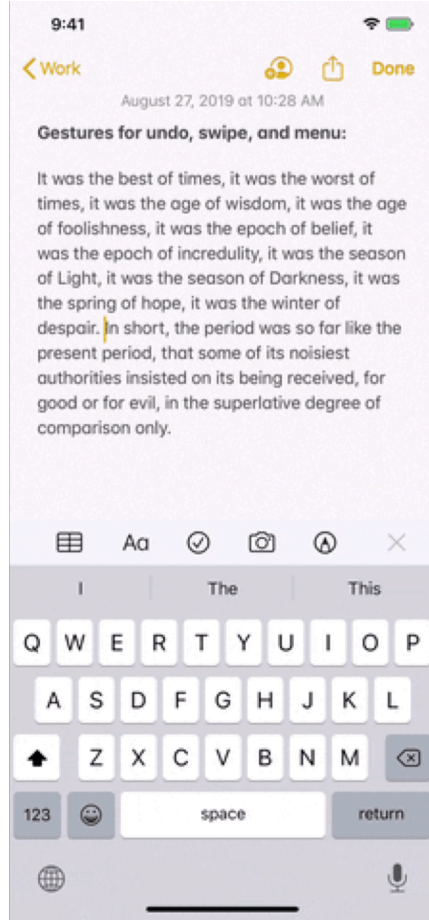 9:41
Work
Done
August 27, 2019 at 10:28 AM
Gestures for undo, swipe, and menu:
It was the best of times, it was the worst of
times, it was the age of wisdom, it was the age
of foolishness, it was the epoch of belief, it
was the epoch of incredulity, it was the season
of Light, it was the season of Darkness, it was
the spring of hope, it was the winter of
despair. In short, the period was so far like the
present period, that some of its noisiest
authorities insisted on its being received, for
good or for evil, in the superlative degree of
comparison only.
Aa
I The This
Q W E R T Y U I O P
A S D F G H J K L
Z X C V B N M
123 space return